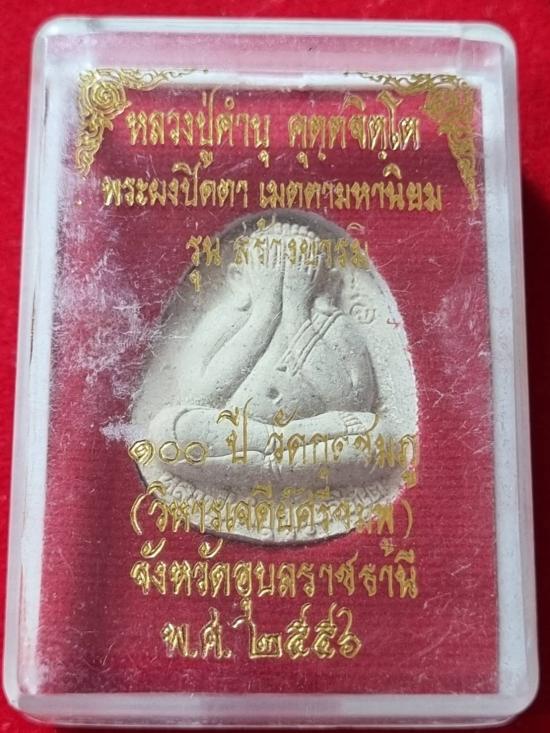 หลวงปู่คำบุ คุตฺตจิตฺโต
พระผงปิดตา เมตตามหานิยม
รุ่น สร้างบารมี
๑๐๐ ปี วัดกุดชมภู
(วิหารเจดีย์ศรีชมภู)
จังหวัดอุบลราชธานี
พ.ศ. ๒๕๕๖